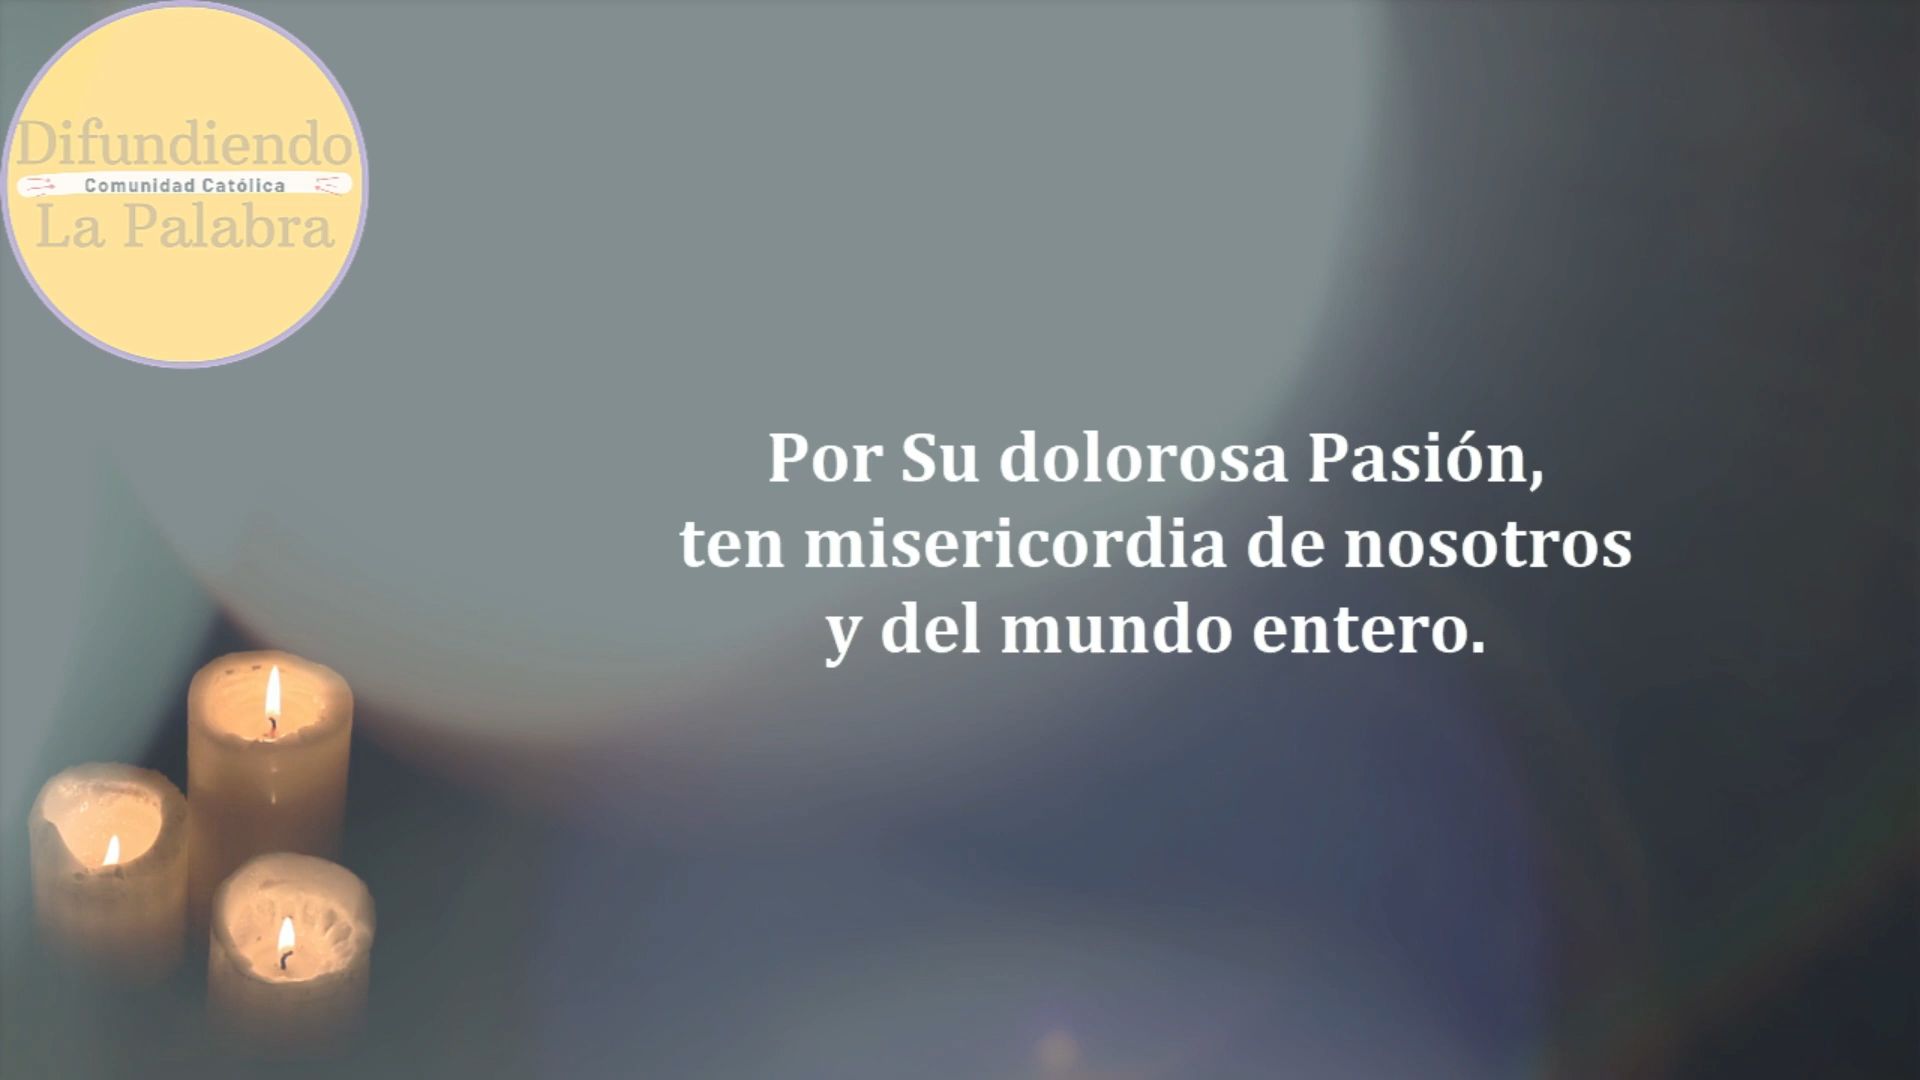 Difundiendo
Comunidad Católica
La Palabra
Por Su dolorosa Pasión,
ten misericordia de nosotros
y del mundo entero.